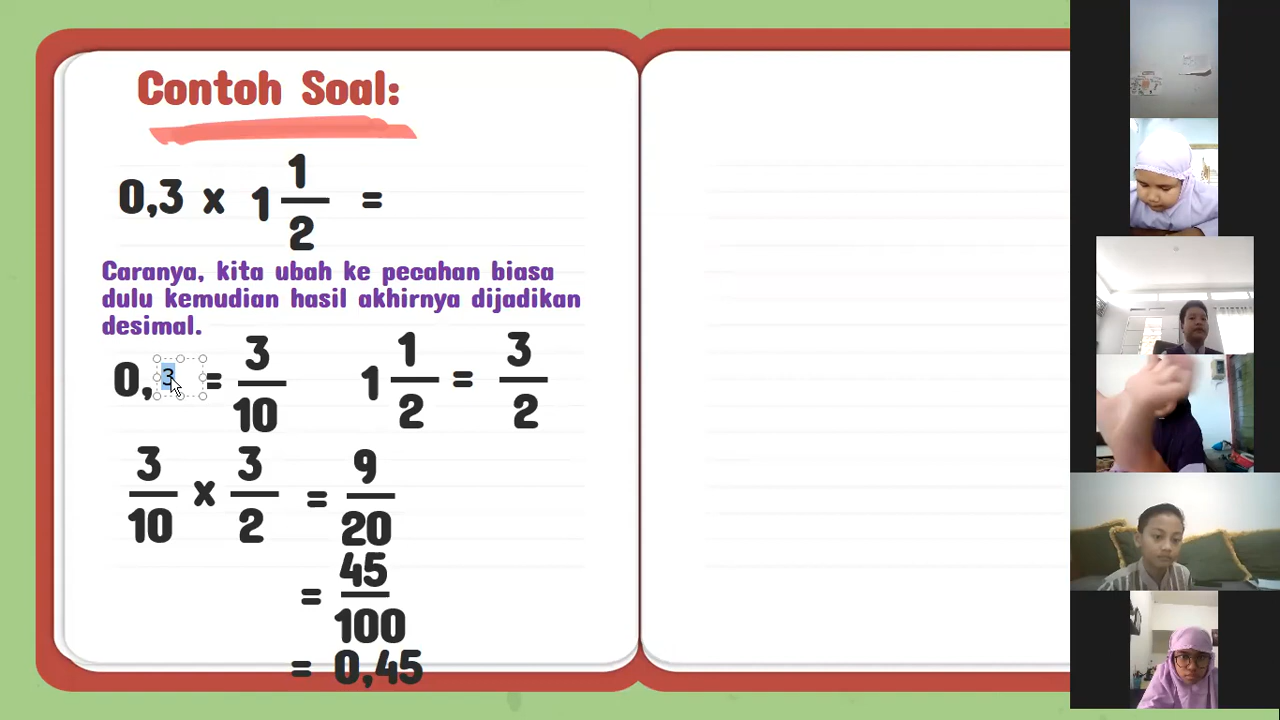 Contoh Soal:
0,3 x 1 1/2 =
Caranya, kita ubah ke pecahan biasa
dulu kemudian hasil akhirnya dijadikan
desimal.
0,3 = 3/10
1 1/2 = 3/2
3/10 x 3/2 = 9/20
= 45/100
= 0,45